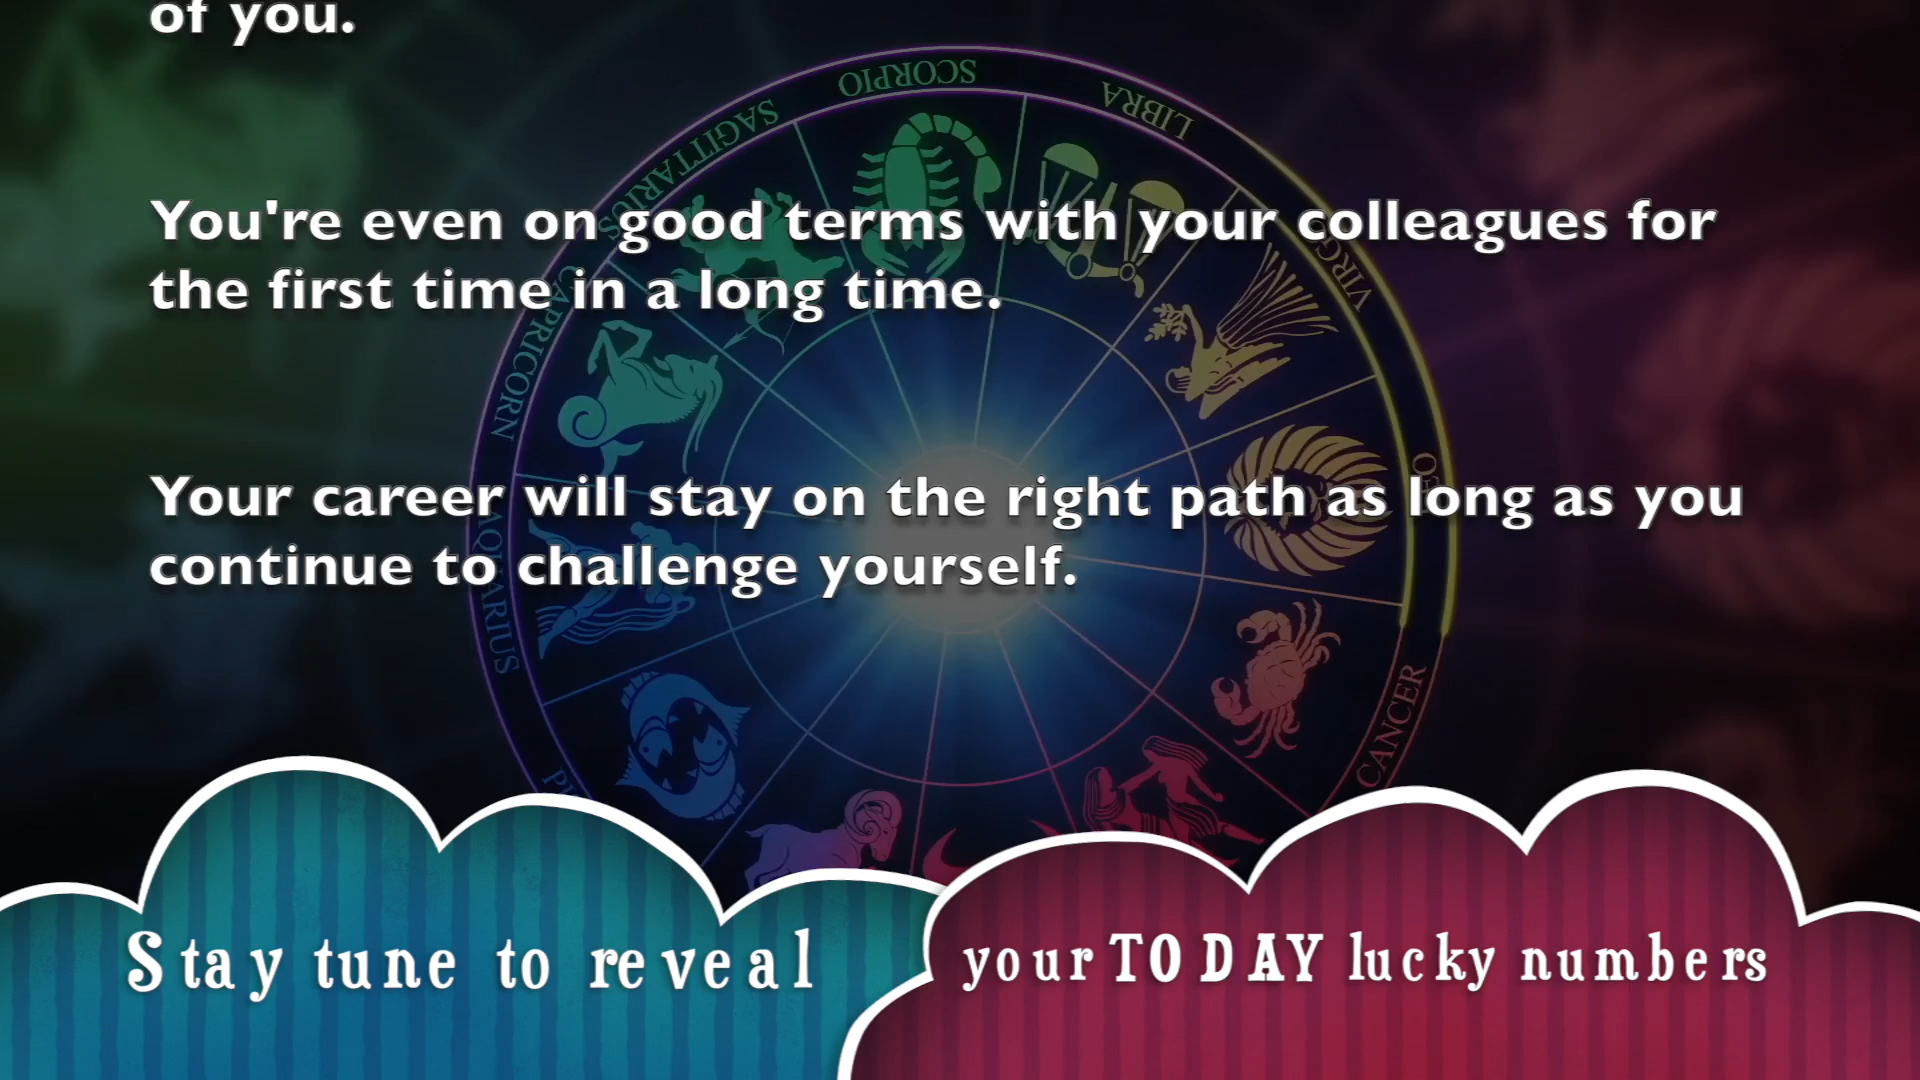 of you.
You're even on good terms with your colleagues for
the first time in a long time.
Your career will stay on the right path as long as you
continue to challenge yourself.
SCORPIO
LIBRA
SAGITTARIUS
VIRGO
CAPRICORN
AQUARIUS
CANCER
Stay tune to reveal
your TODAY lucky numbers